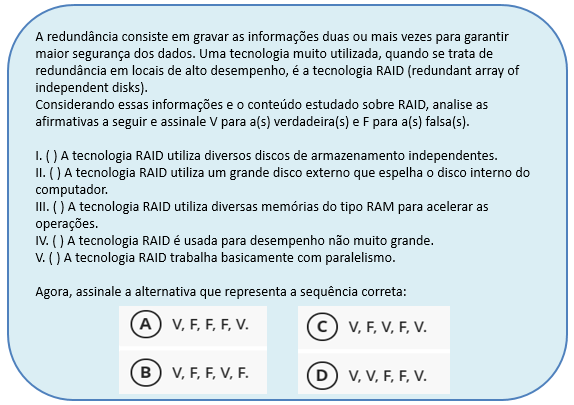 A redundância consiste em gravar as informações duas ou mais vezes para garantir
maior segurança dos dados. Uma tecnologia muito utilizada, quando se trata de
redundância em locais de alto desempenho, é a tecnologia RAID (redundant array of
independent disks).
Considerando essas informações e o conteúdo estudado sobre RAID, analise as
afirmativas a seguir e assinale V para a(s) verdadeira(s) e F para a(s) falsa(s).
I. ( ) A tecnologia RAID utiliza diversos discos de armazenamento independentes.
II. ( ) A tecnologia RAID utiliza um grande disco externo que espelha o disco interno do
computador.
III. ( ) A tecnologia RAID utiliza diversas memórias do tipo RAM para acelerar as
operações.
IV. ( ) A tecnologia RAID é usada para desempenho não muito grande.
V. ( ) A tecnologia RAID trabalha basicamente com paralelismo.
Agora, assinale a alternativa que representa a sequência correta:
A V, F, F, F, V.
B V, F, F, V, F.
C V, F, V, F, V.
D V, V, F, F, V.